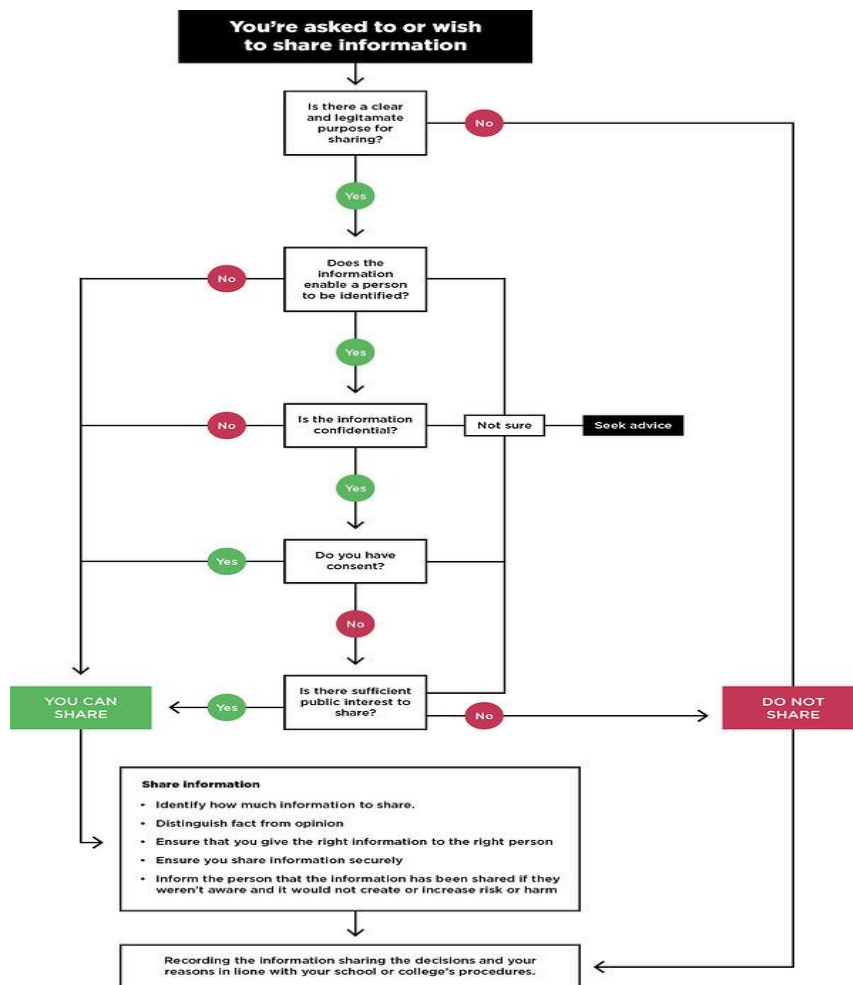 You're asked to or wish
to share information
Is there a clear
and legitamate
purpose for
sharing?
No
Yes
Does the
information
enable a person
to be identified?
No
Yes
Is the information
confidential?
No
Not sure
Seek advice
Yes
Do you have
consent?
Yes
No
Is there sufficient
public interest to
share?
Yes
No
YOU CAN
SHARE
DO NOT
SHARE
Share information
• Identify how much information to share.
• Distinguish fact from opinion
• Ensure that you give the right information to the right person
• Ensure you share information securely
• Inform the person that the information has been shared if they
weren't aware and it would not create or increase risk or harm
Recording the information sharing the decisions and your
reasons in lione with your school or college's procedures.